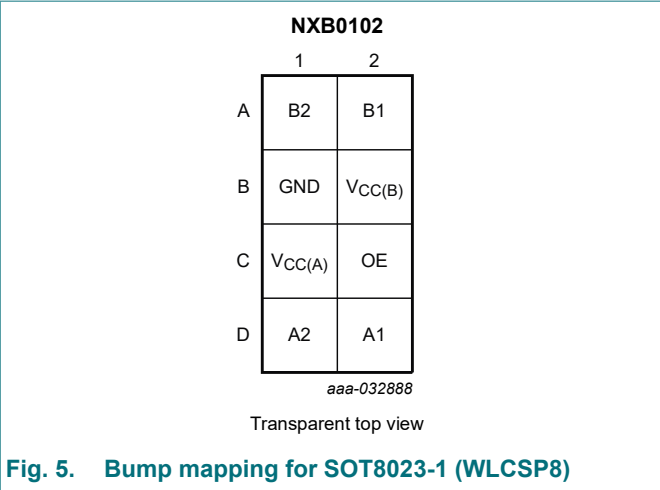 NXB0102
1 2
A B2 B1
B GND VCC(B)
C VCC(A) OE
D A2 A1
aaa-032888
Transparent top view
Fig. 5. Bump mapping for SOT8023-1 (WLCSP8)